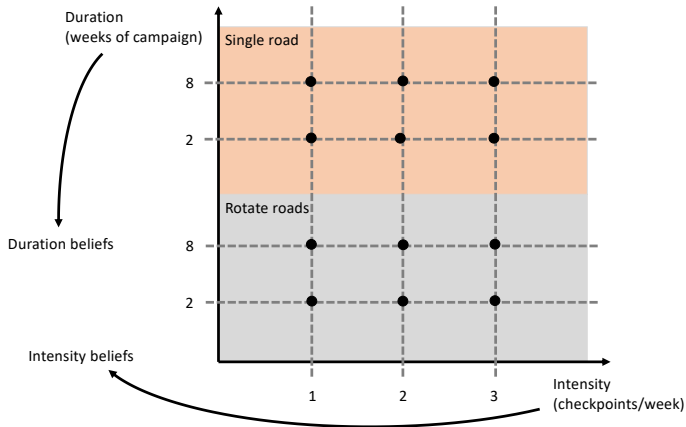 Duration
(weeks of campaign)
Single road
8
2
Rotate roads
Duration beliefs
8
2
Intensity beliefs
1 2 3
Intensity
(checkpoints/week)